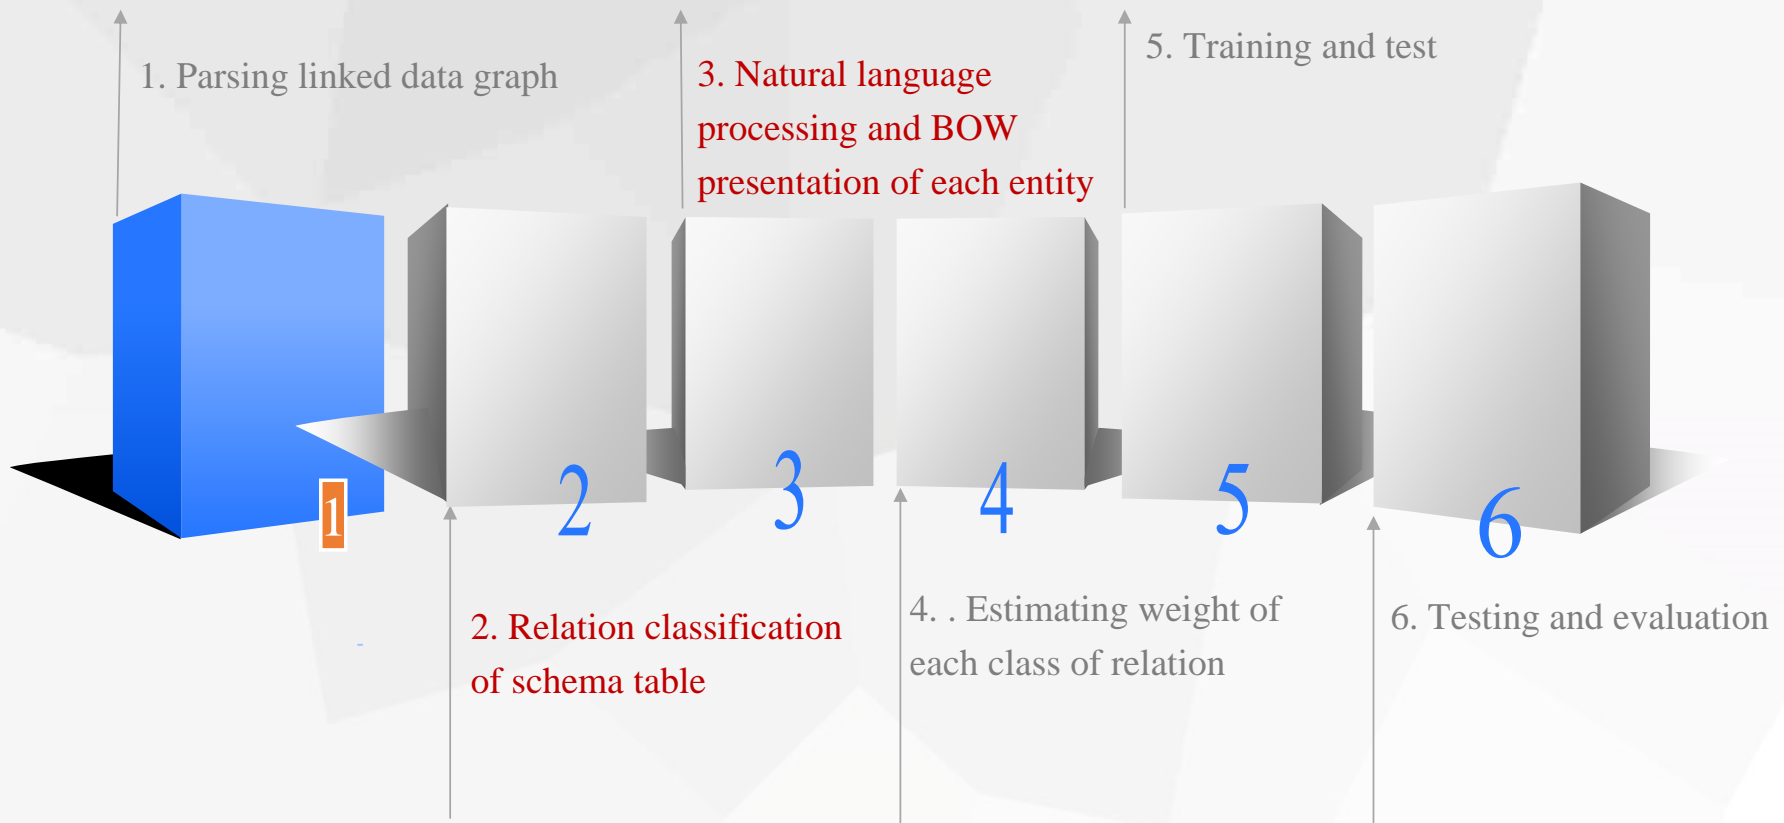 1. Parsing linked data graph
3. Natural language
processing and BOW
presentation of each entity
5. Training and test
1
2
3
4
5
6
2. Relation classification
of schema table
4. . Estimating weight of
each class of relation
6. Testing and evaluation